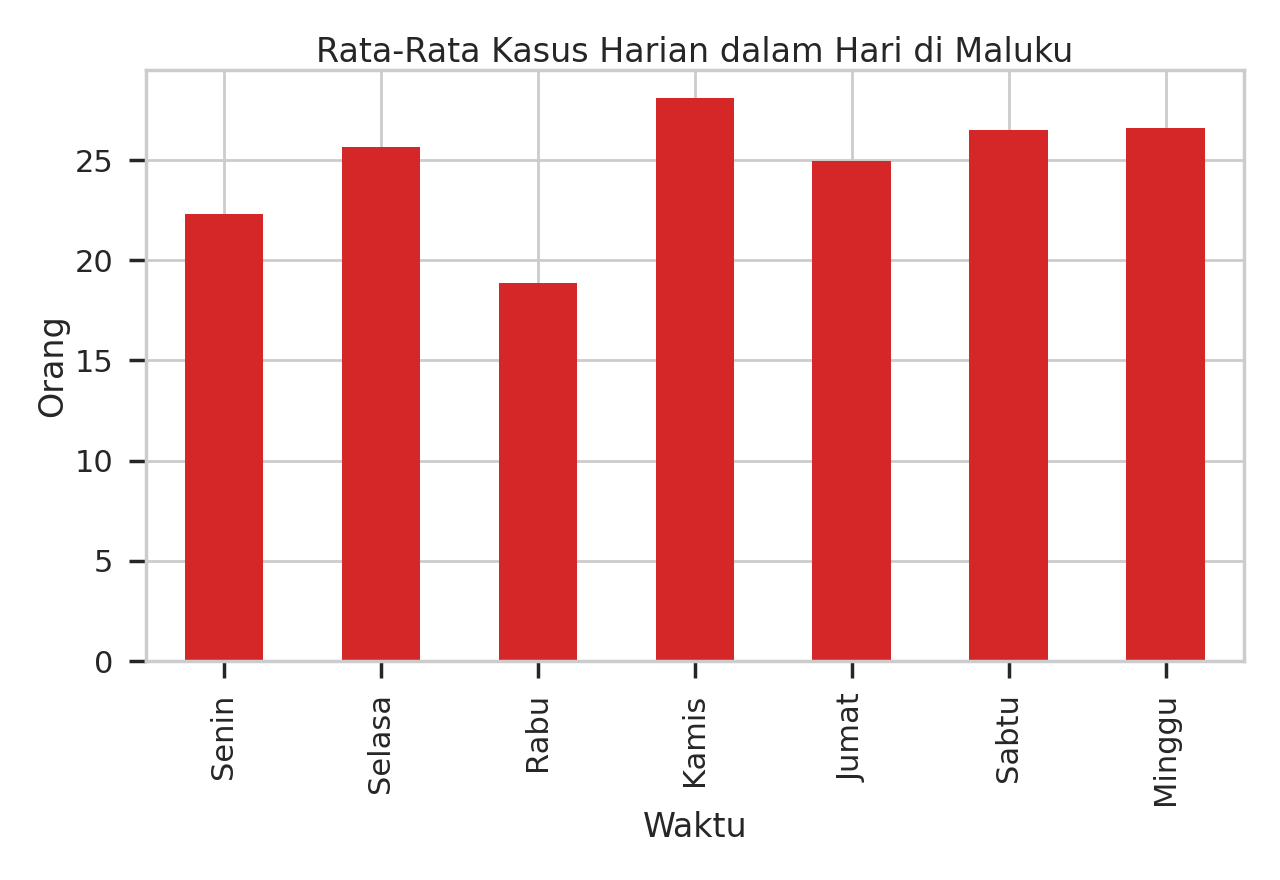 Rata-Rata Kasus Harian dalam Hari di Maluku
Orang
25
20
15
10
5
0
Senin
Selasa
Rabu
Kamis
Jumat
Sabtu
Minggu
Waktu